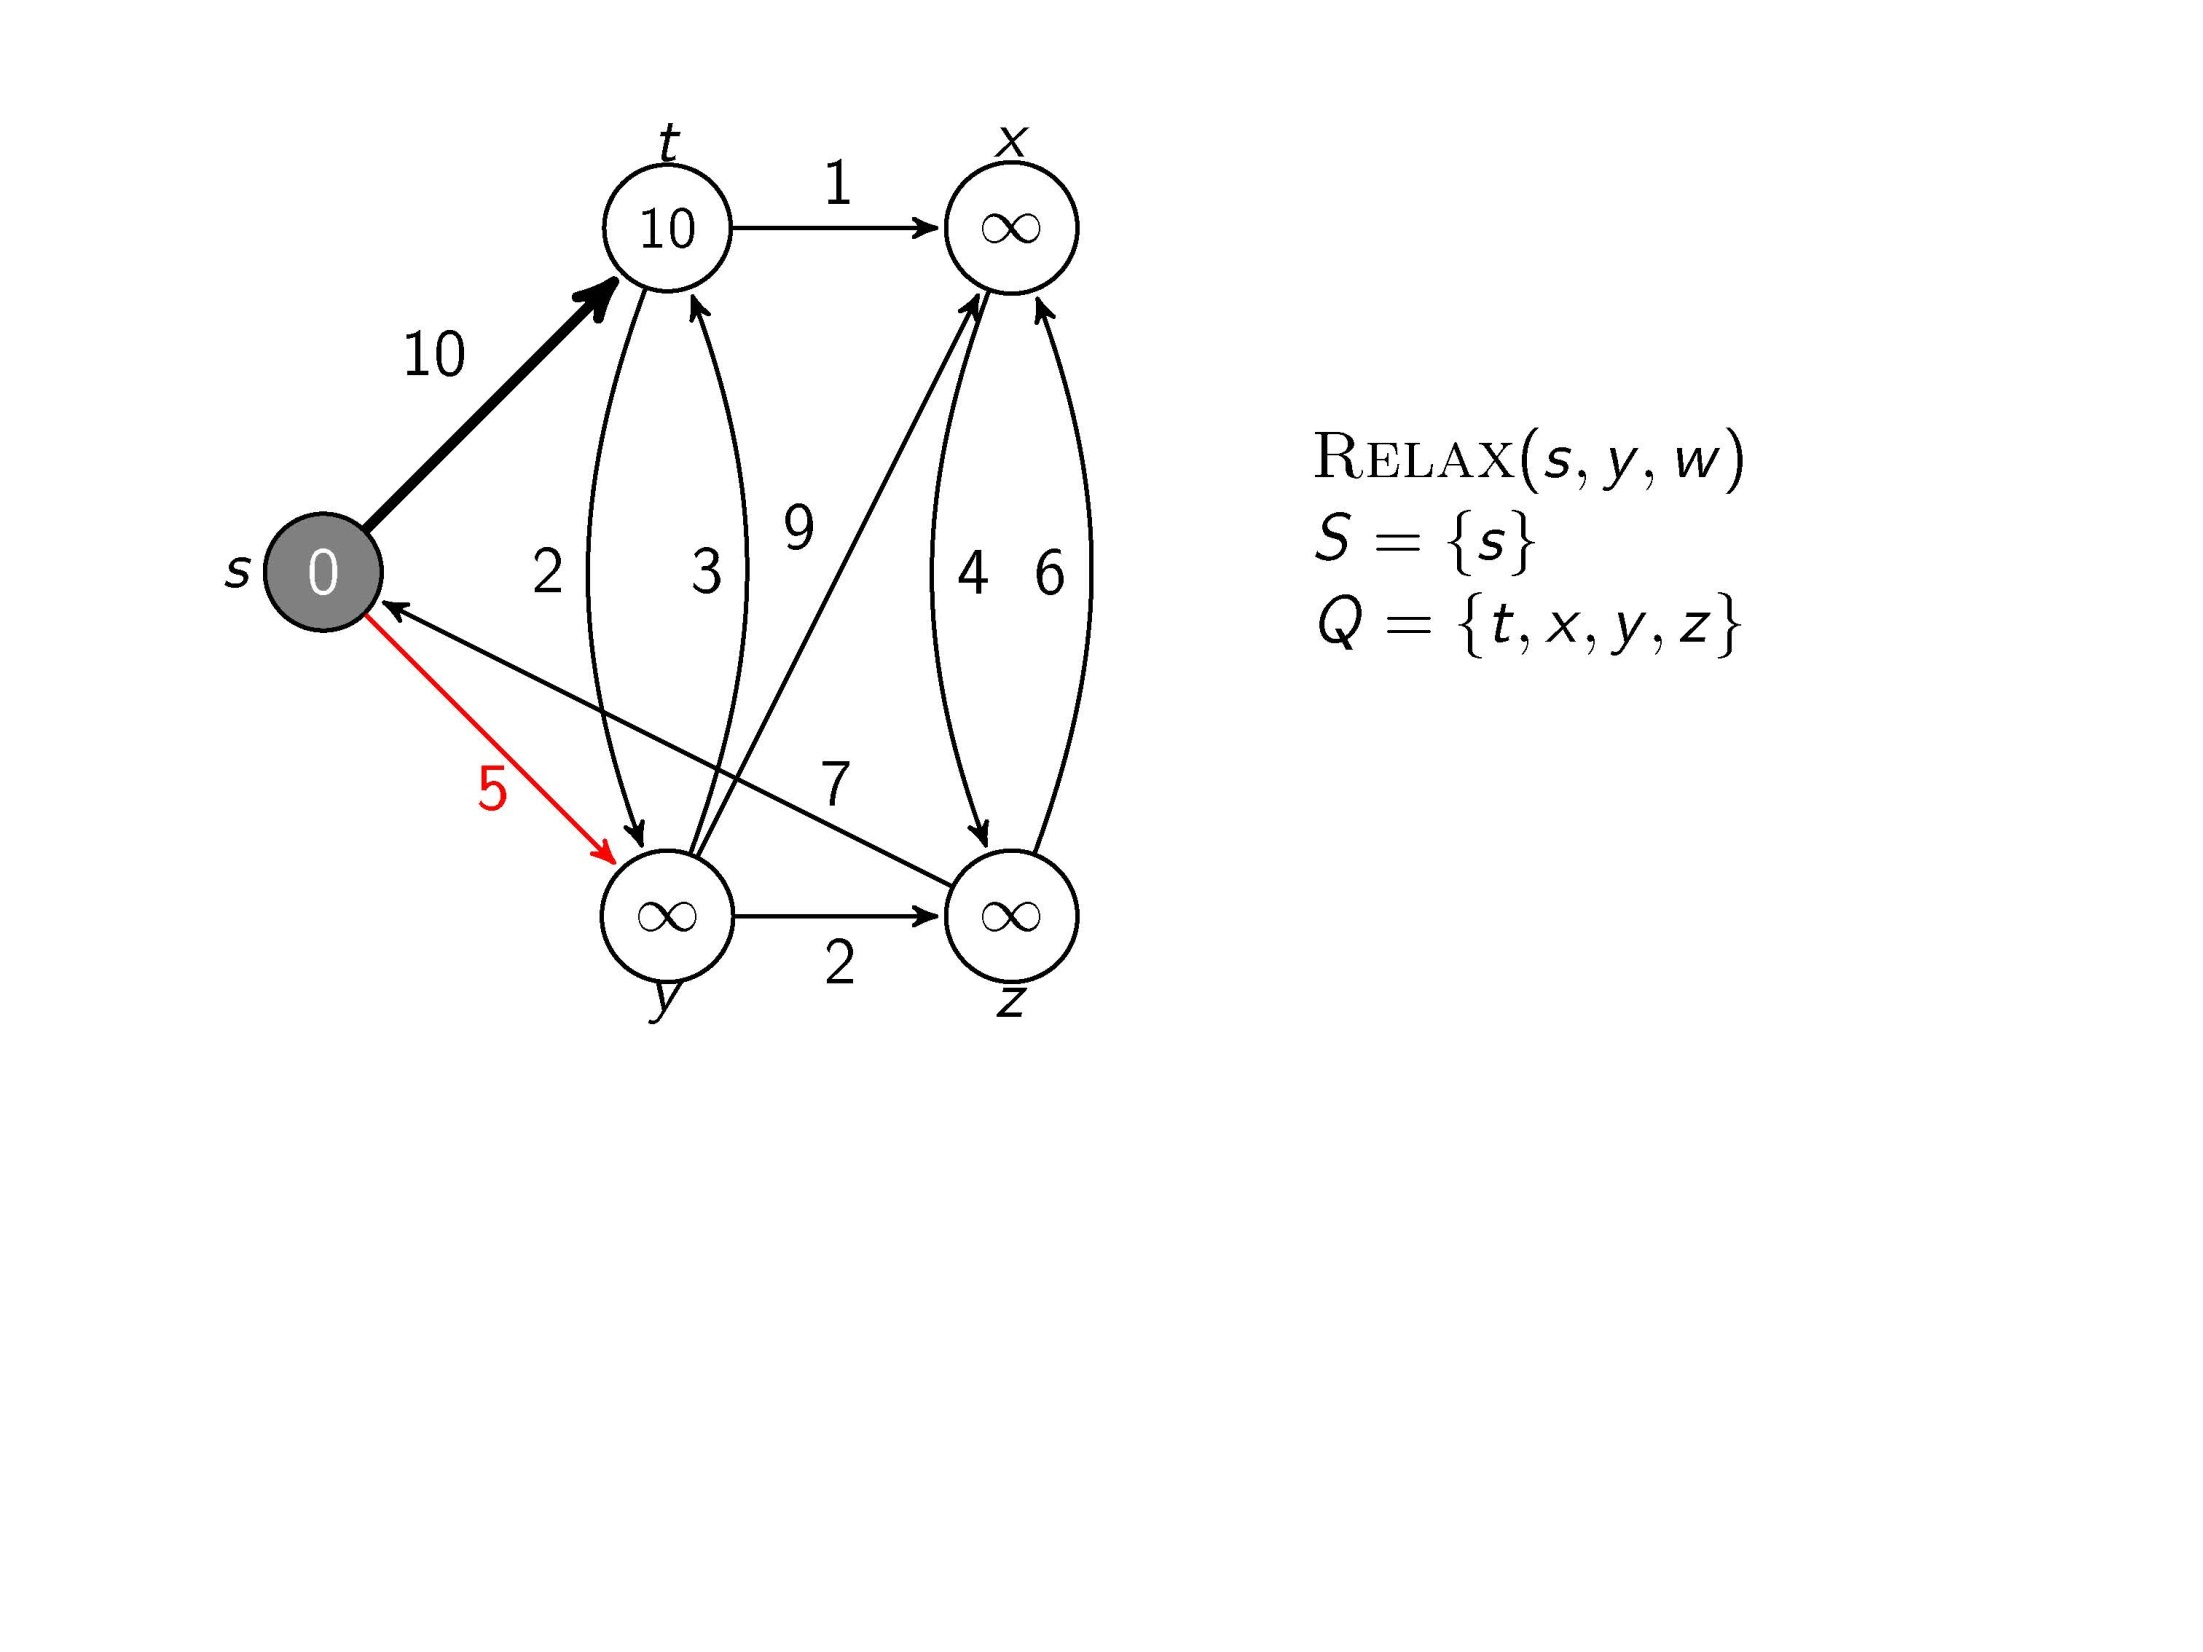 t
x
1
10
∞
10
s
0
2
3
9
4
6
5
7
∞
∞
2
y
z
RELAX(s, y, w)
S = {s}
Q = {t, x, y, z}